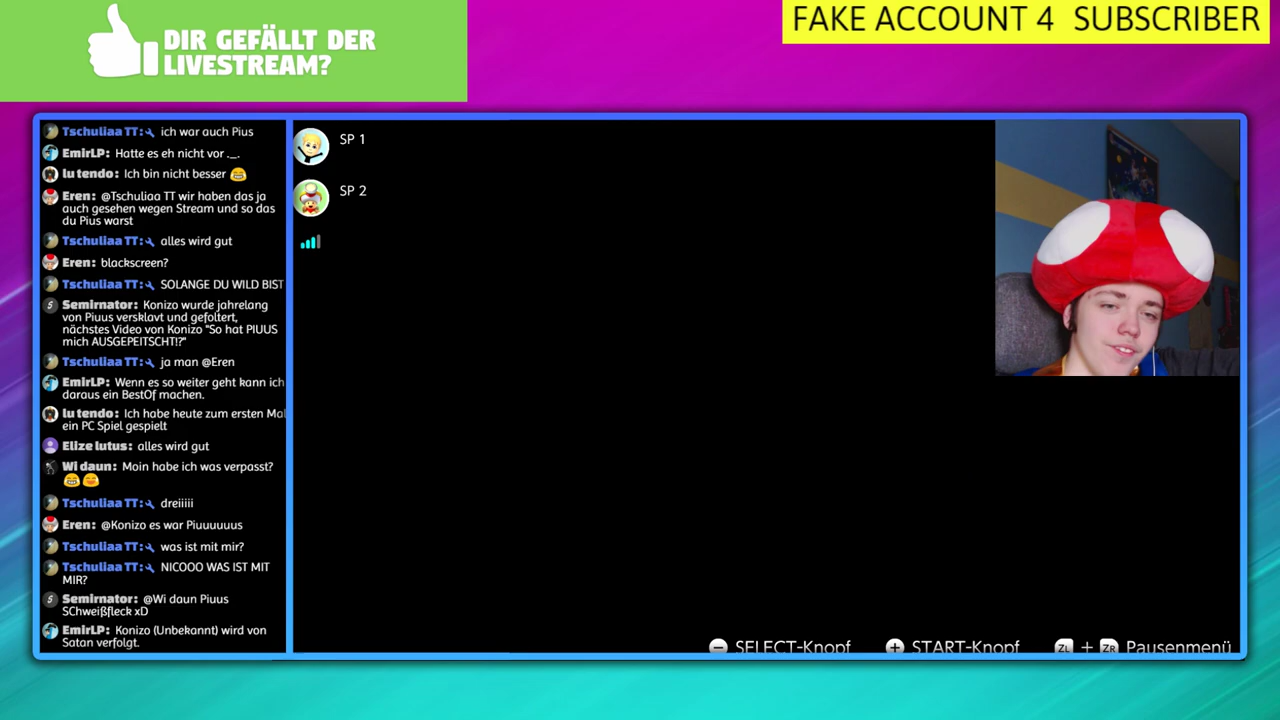 DIR GEFÄLLT DER
LIVESTREAM?
FAKE ACCOUNT 4 SUBSCRIBER
Tschuliaa TT: ich war auch Pius
EmirLP: Hatte es eh nicht vor ._.
lu tendo: Ich bin nicht besser
Eren: @Tschuliaa TT wir haben das ja
auch gesehen wegen Stream und so das
du Pius warst
Tschuliaa TT: alles wird gut
Eren: blackscreen?
Tschuliaa TT: SOLANGE DU WILD BIST
S Semirnator: Konizo wurde jahrelang
von Piuus versklavt und gefoltert,
nächstes Video von Konizo "So hat PIUUS
mich AUSGEPEITSCHT!?"
Tschuliaa TT: ja man @Eren
EmirLP: Wenn es so weiter geht kann ich
daraus ein BestOf machen.
lu tendo: Ich habe heute zum ersten Mal
ein PC Spiel gespielt
Elize lutus: alles wird gut
Wi daun: Moin habe ich was verpasst?
Tschuliaa TT: dreiiiii
Eren: @Konizo es war Piuuuuuus
Tschuliaa TT: was ist mit mir?
Tschuliaa TT: NICOOO WAS IST MIT
MIR?
S Semirnator: @Wi daun Piuus
SChweißfleck xD
EmirLP: Konizo (Unbekannt) wird von
Satan verfolgt.
SP 1
SP 2
SELECT-Knopf + START-Knopf ZL + ZR Pausenmenü